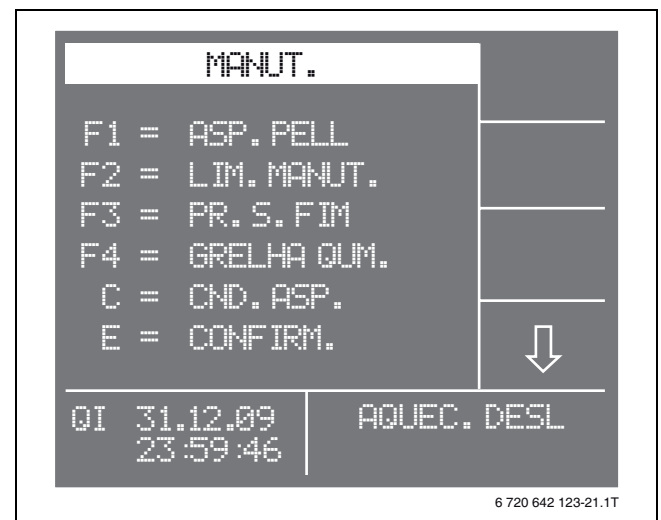 MANUT.
F1 = ASP. PELL
F2 = LIM. MANUT.
F3 = PR. S. FIM
F4 = GRELHA QUM.
C = CND. ASP.
E = CONFIRM.
QI 31.12.09 AQUEC. DESL
23:59:46
6 720 642 123-21.1T